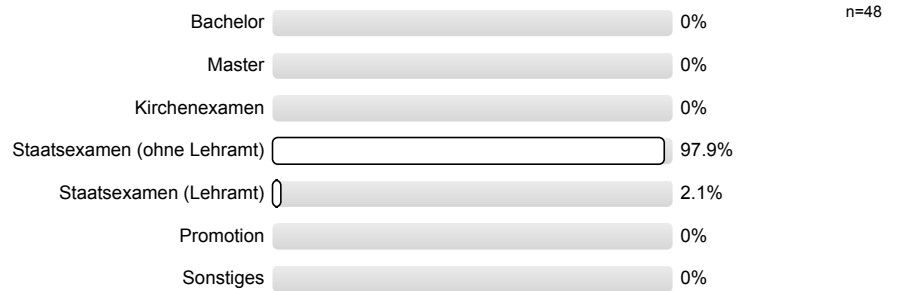 Bachelor 0% n=48
Master 0%
Kirchenexamen 0%
Staatsexamen (ohne Lehramt) 97.9%
Staatsexamen (Lehramt) 2.1%
Promotion 0%
Sonstiges 0%